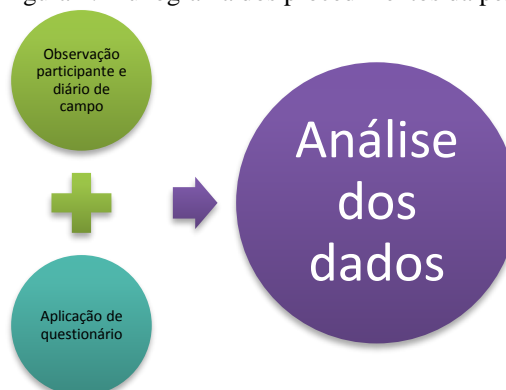 Observação
participante e
diário de
campo
Aplicação de
questionário
Análise
dos
dados